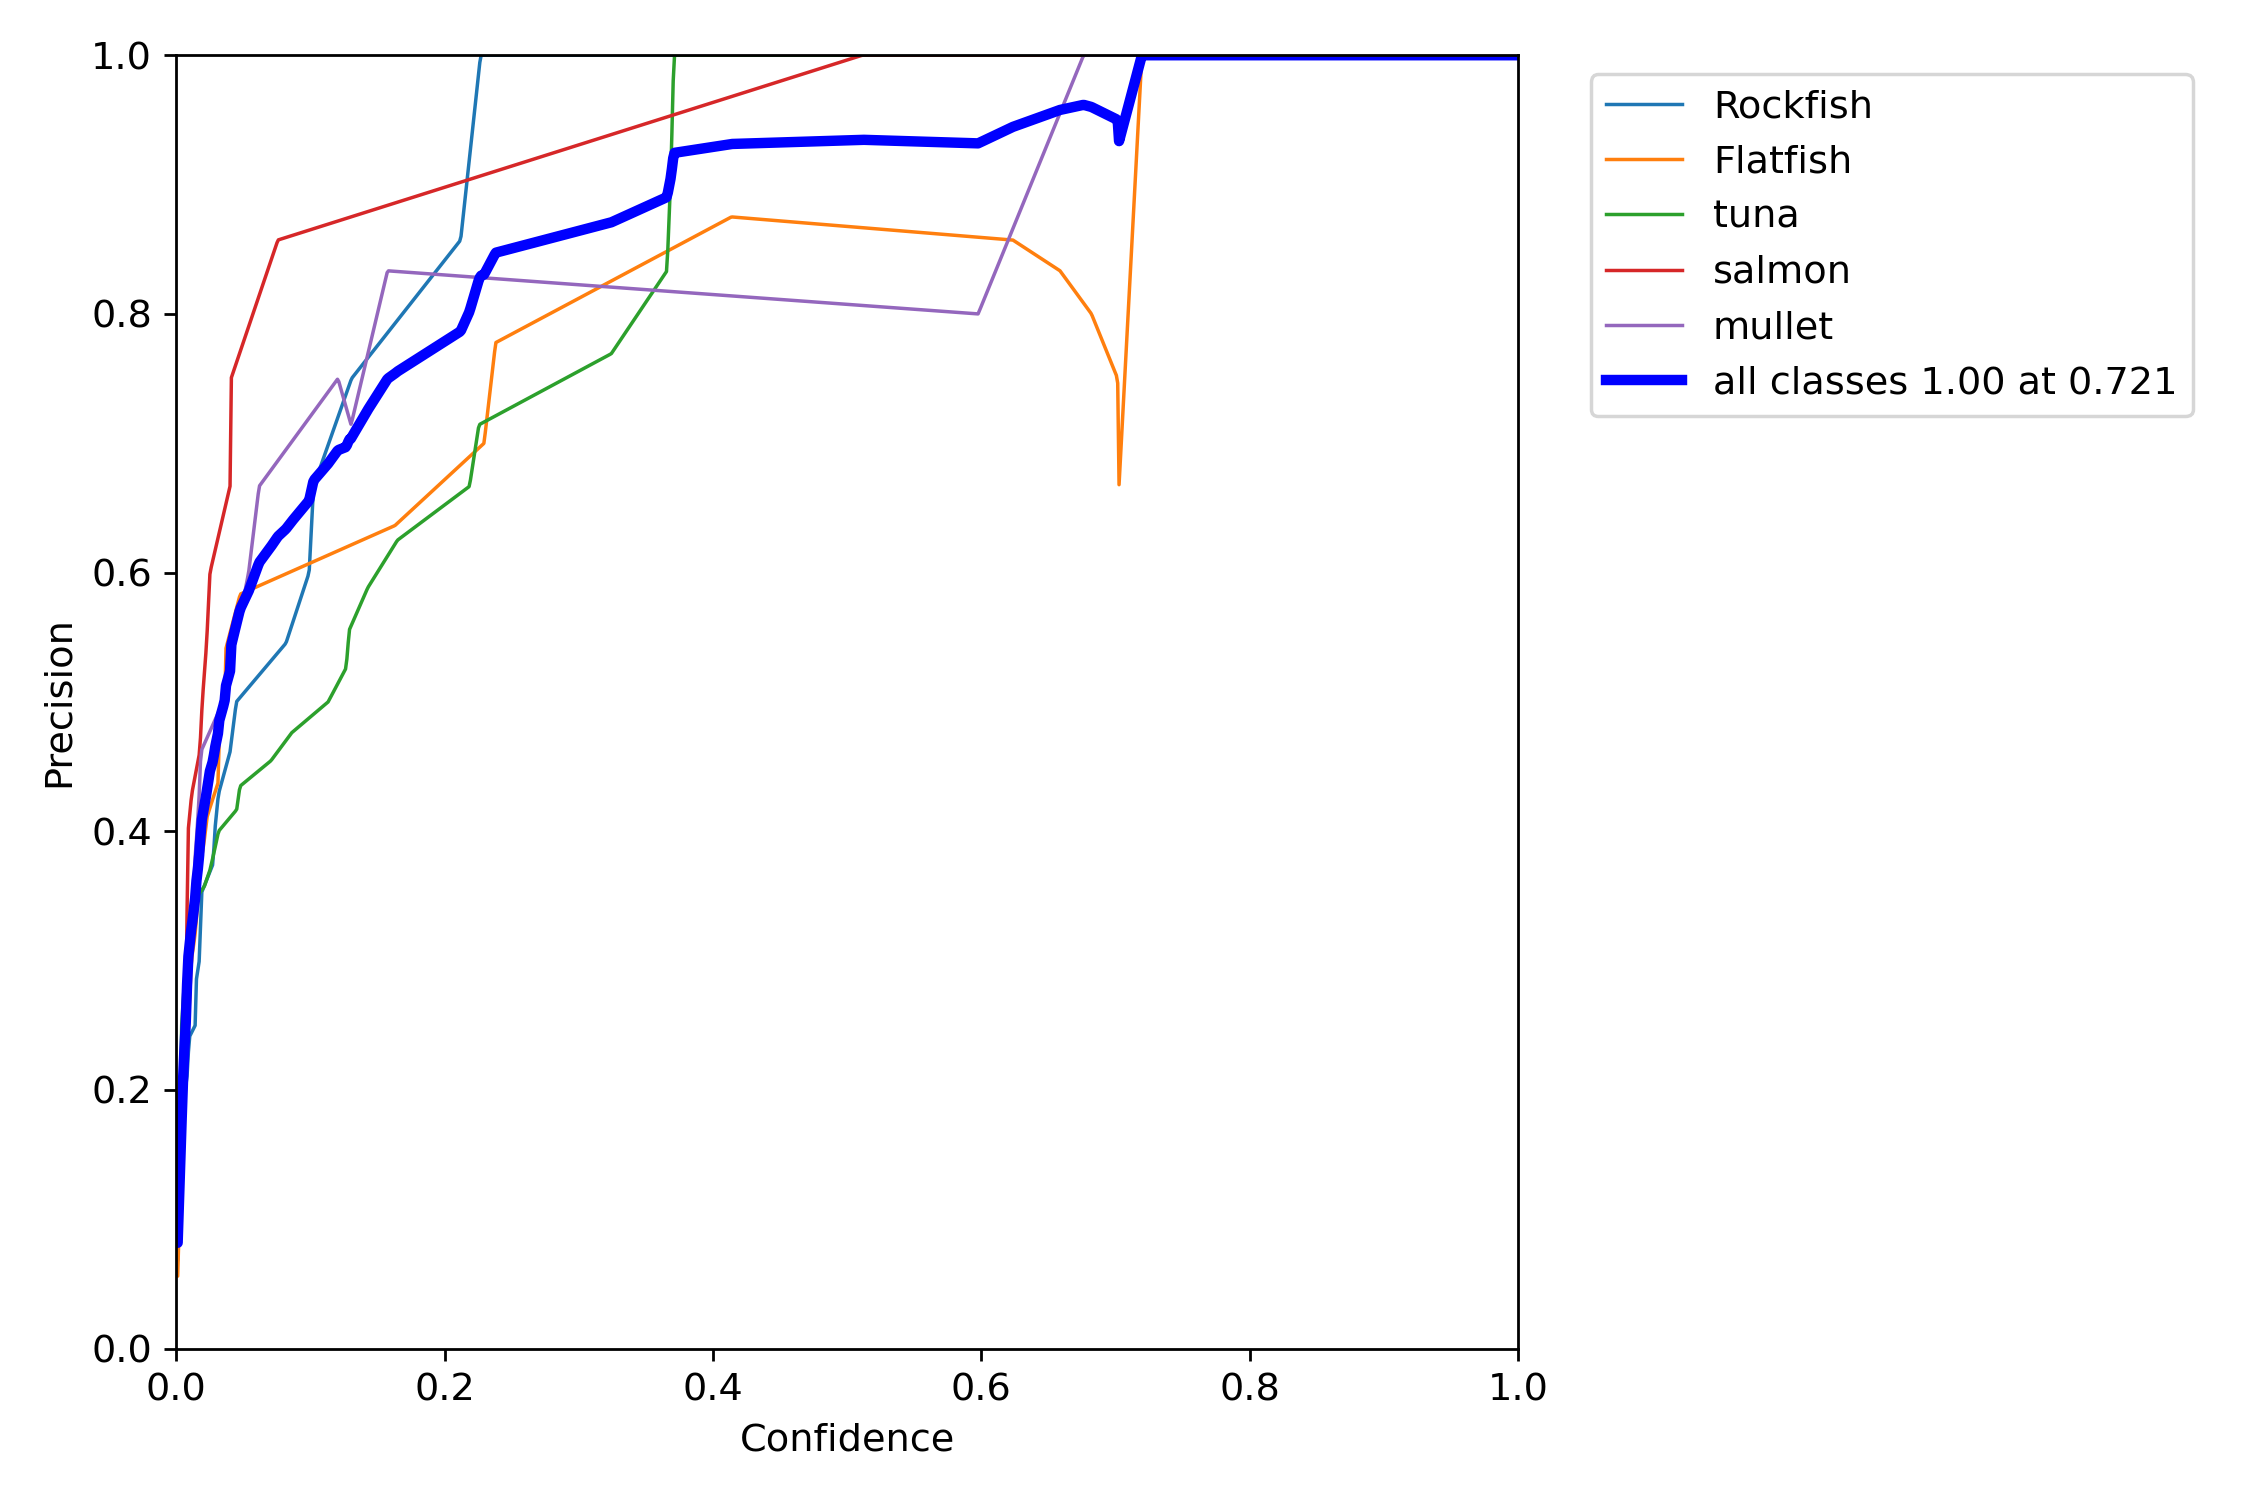 Rockfish
Flatfish
tuna
salmon
mullet
all classes 1.00 at 0.721
1.0
0.8
0.6
0.4
0.2
0.0
Precision
0.0 0.2 0.4 0.6 0.8 1.0
Confidence